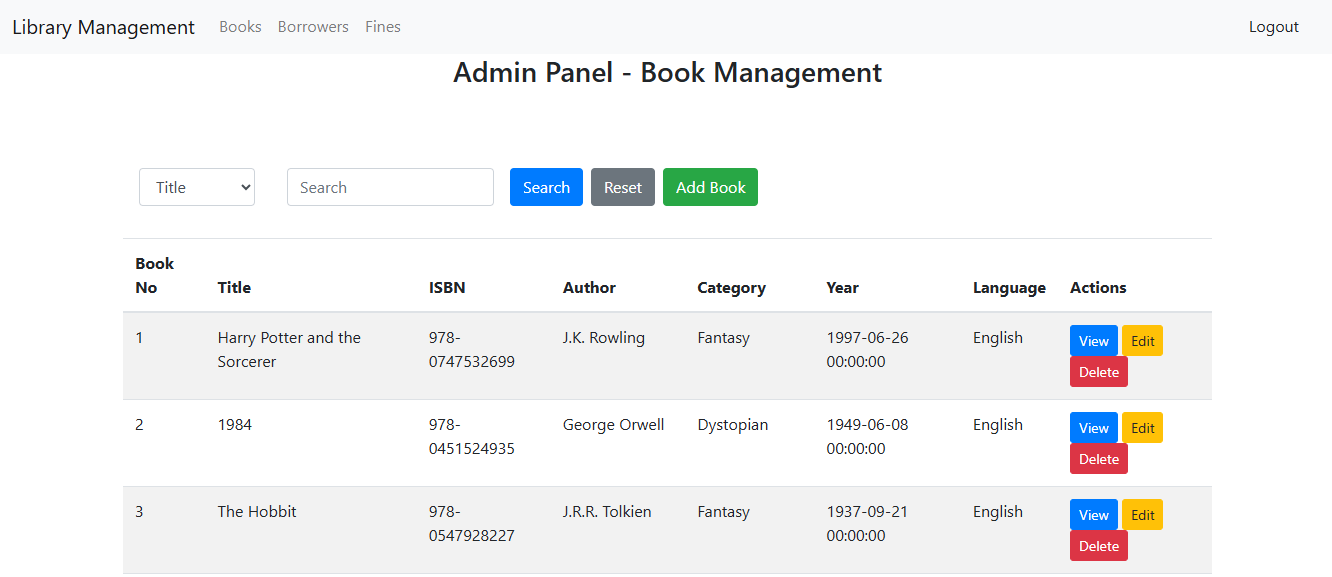 Library Management Books Borrowers Fines Logout
Admin Panel - Book Management
Title Search Search Reset Add Book
Book No Title ISBN Author Category Year Language Actions
1 Harry Potter and the Sorcerer 978-0747532699 J.K. Rowling Fantasy 1997-06-26 00:00:00 English View Edit Delete
2 1984 978-0451524935 George Orwell Dystopian 1949-06-08 00:00:00 English View Edit Delete
3 The Hobbit 978-0547928227 J.R.R. Tolkien Fantasy 1937-09-21 00:00:00 English View Edit Delete